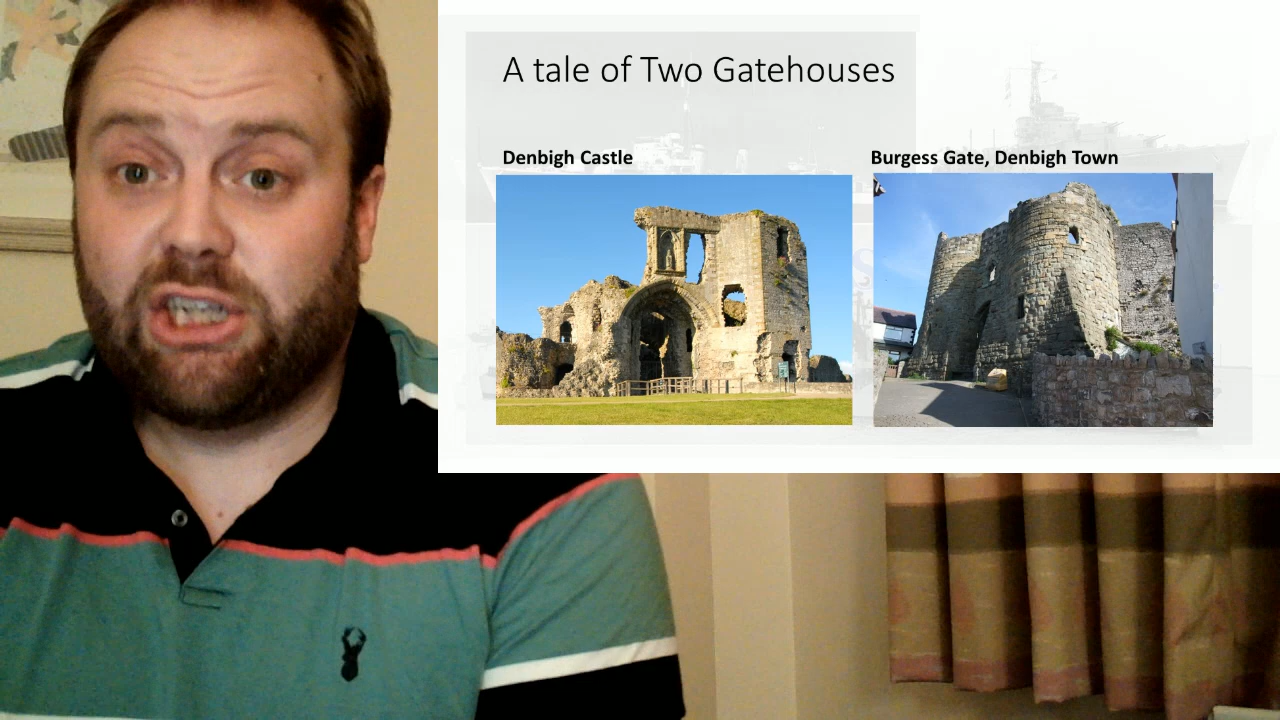 A tale of Two Gatehouses
Denbigh Castle
Burgess Gate, Denbigh Town